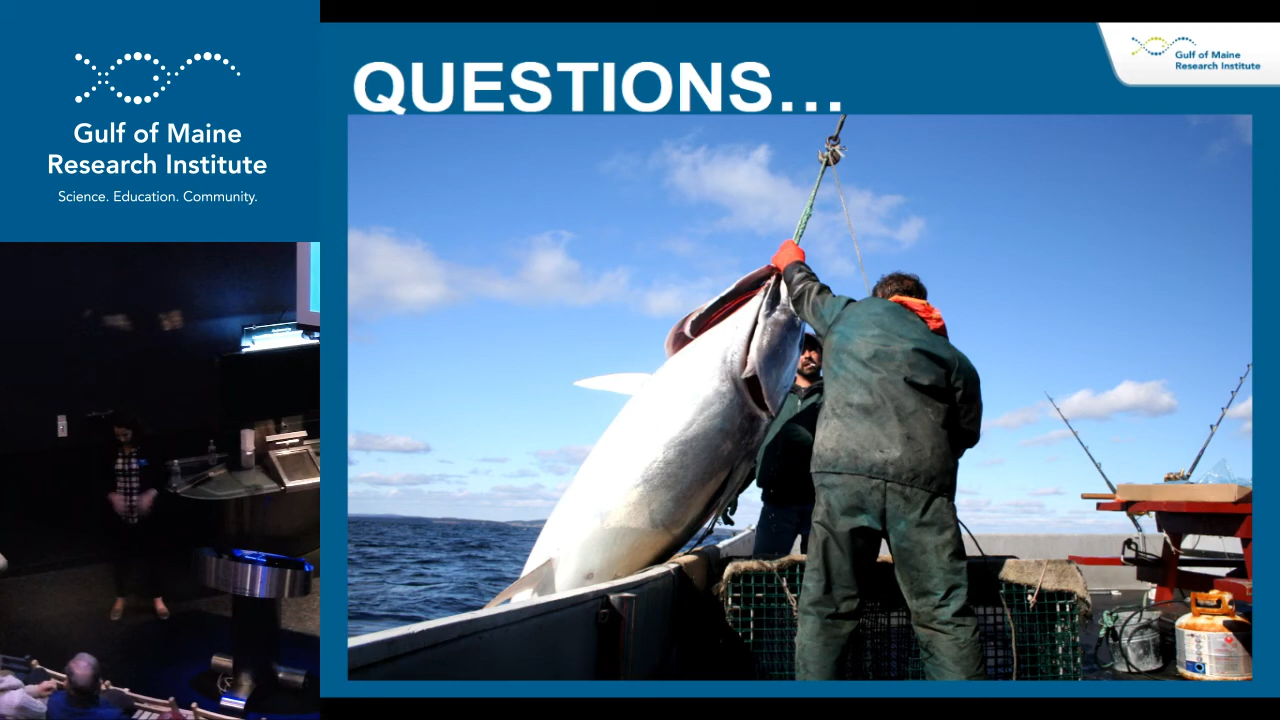 Gulf of Maine
Research Institute
Science. Education. Community.
QUESTIONS...
Gulf of Maine
Research Institute